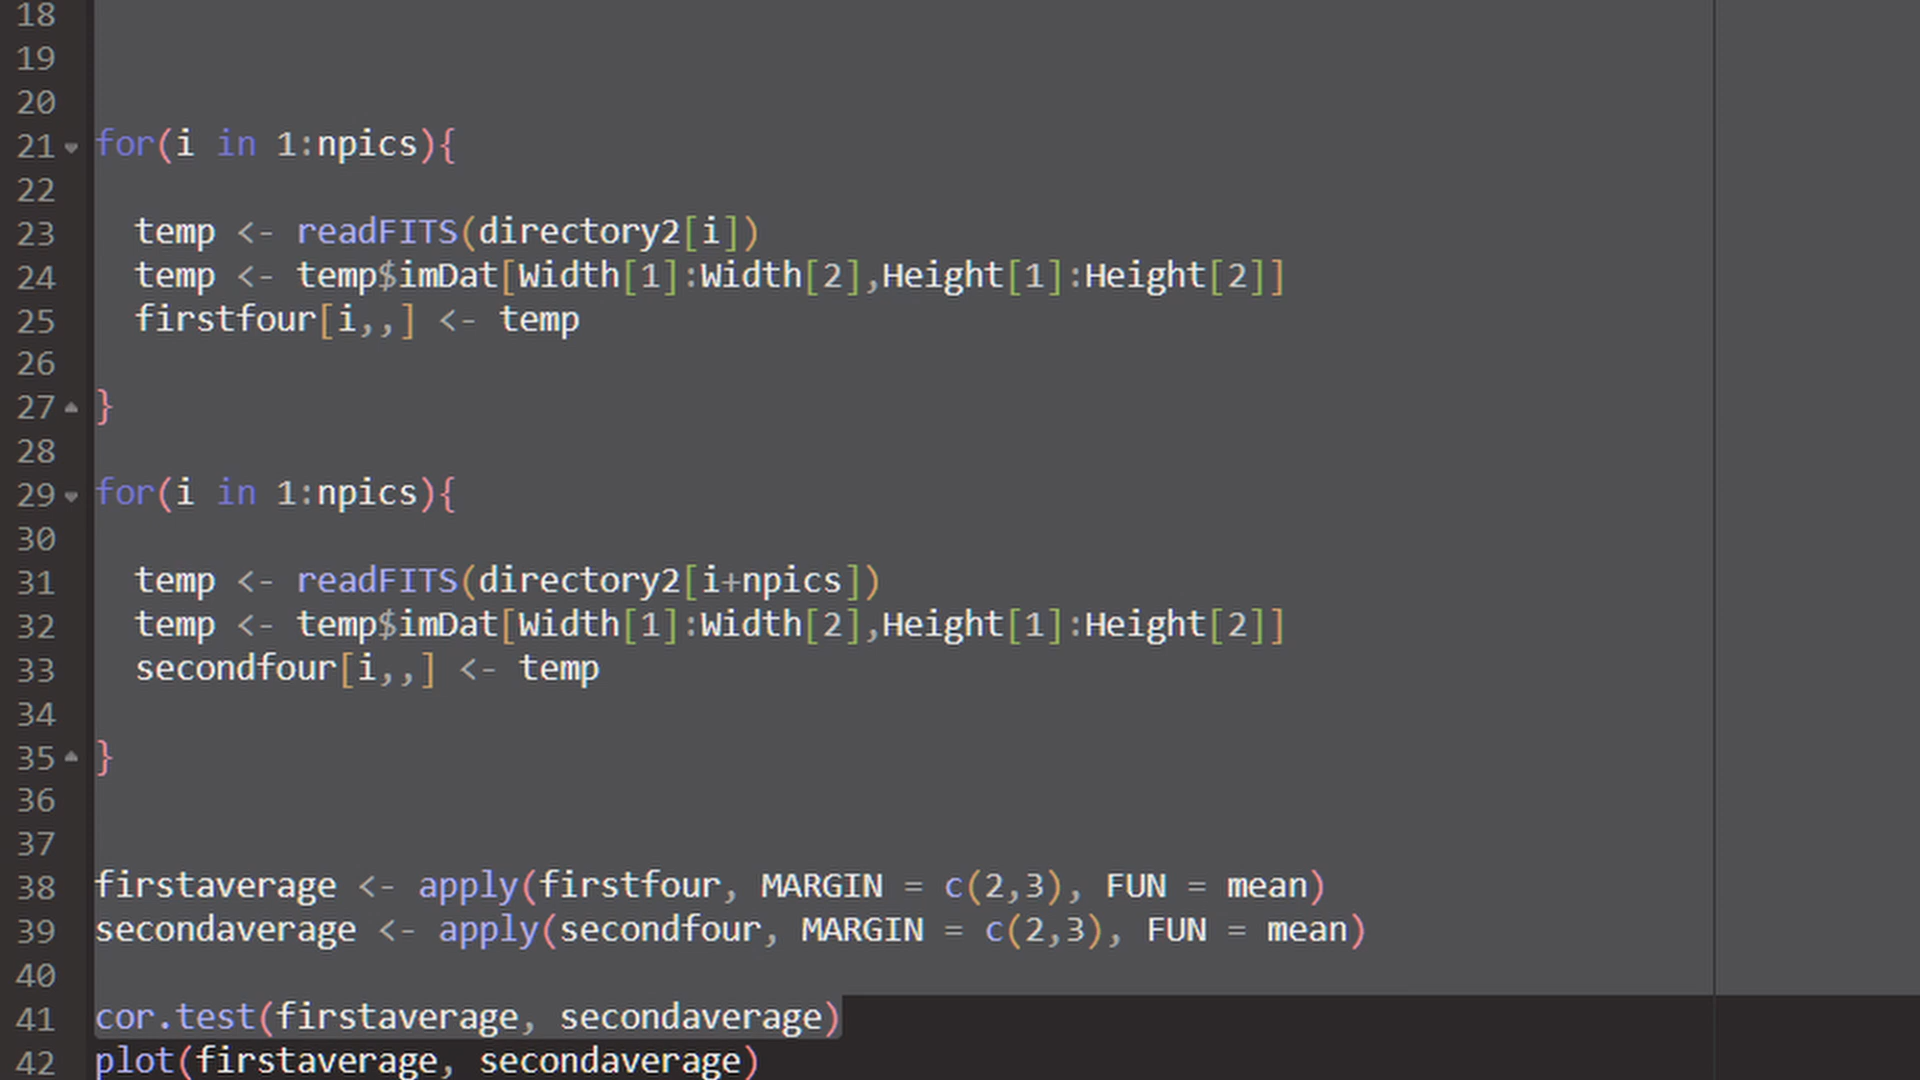 18
19
20
21 for(i in 1:npics){
22
23 temp <- readFITS(directory2[i])
24 temp <- temp$imDat[Width[1]:Width[2],Height[1]:Height[2]]
25 firstfour[i,,] <- temp
26
27 }
28
29 for(i in 1:npics){
30
31 temp <- readFITS(directory2[i+npics])
32 temp <- temp$imDat[Width[1]:Width[2],Height[1]:Height[2]]
33 secondfour[i,,] <- temp
34
35 }
36
37
38 firstaverage <- apply(firstfour, MARGIN = c(2,3), FUN = mean)
39 secondaverage <- apply(secondfour, MARGIN = c(2,3), FUN = mean)
40
41 cor.test(firstaverage, secondaverage)
42 plot(firstaverage, secondaverage)